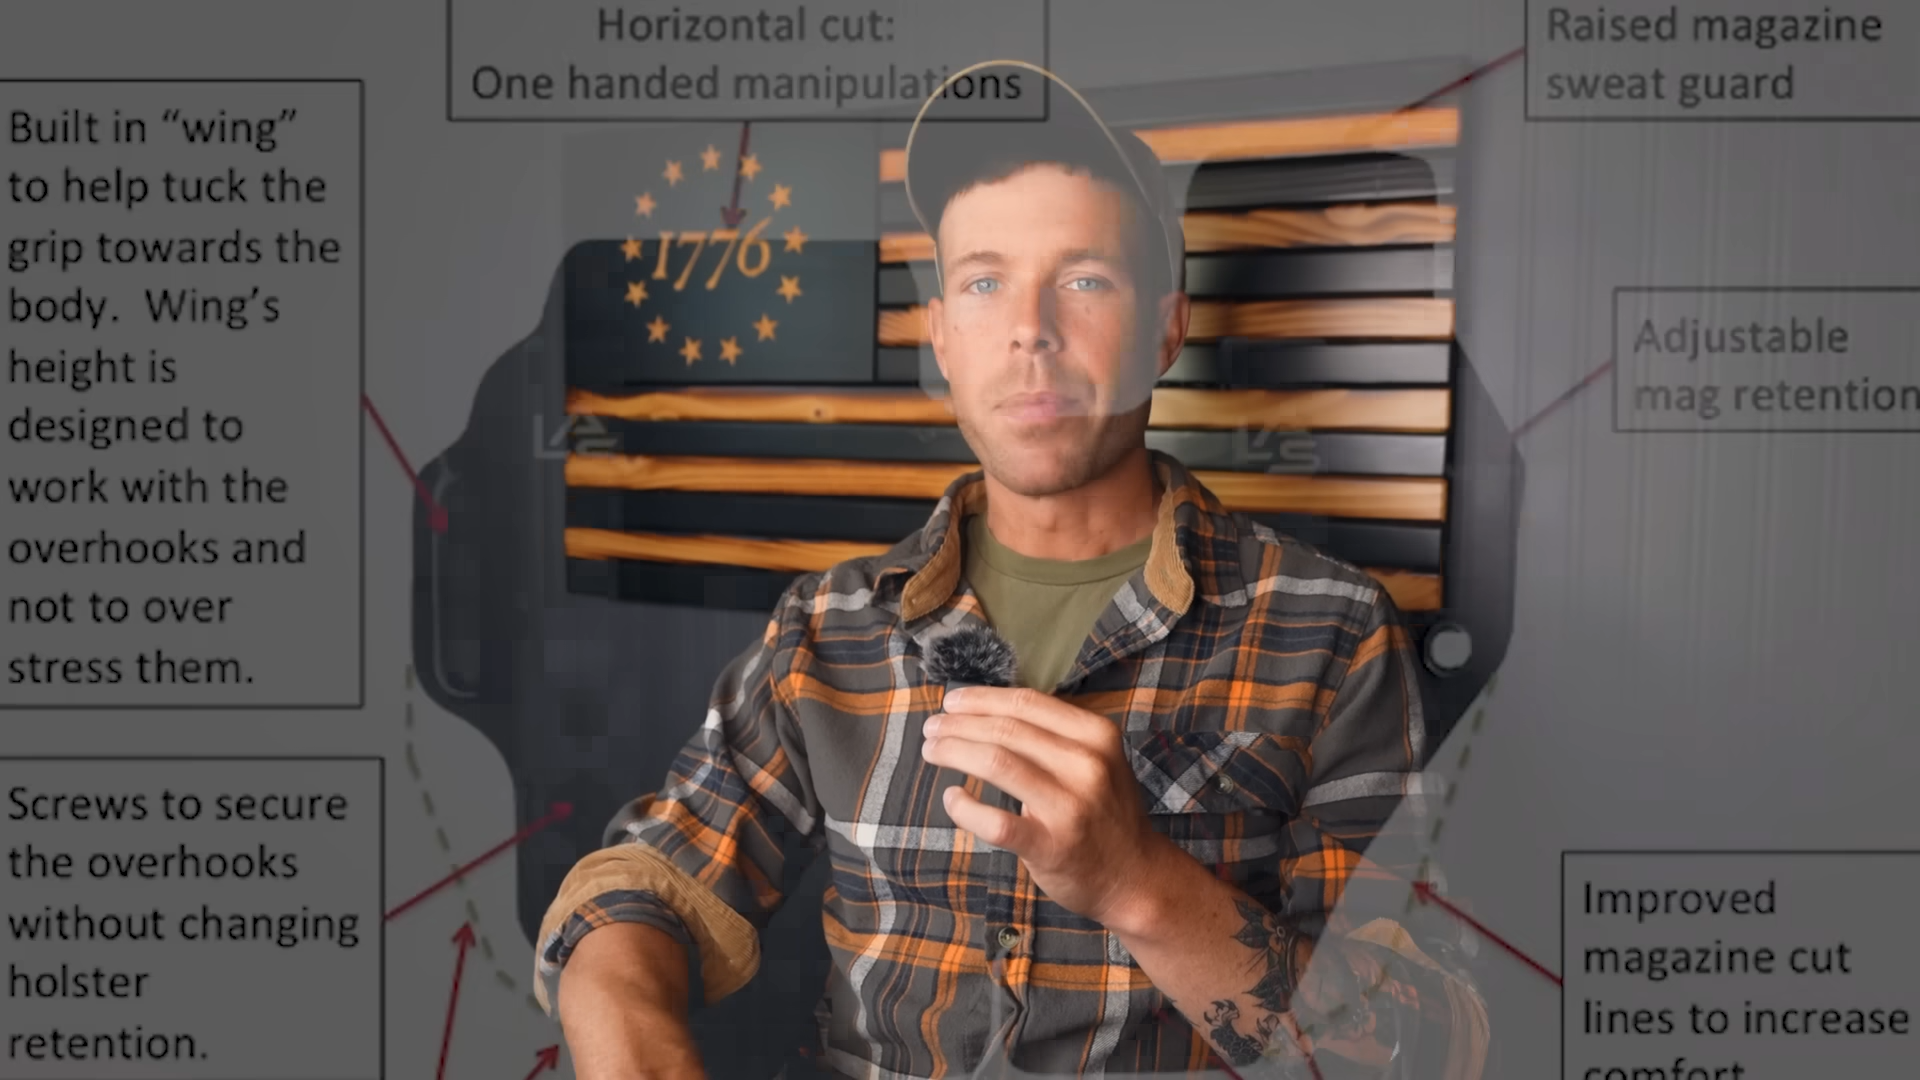 Horizontal cut:
One handed manipulations
Raised magazine
sweat guard
Built in “wing”
to help tuck the
grip towards the
body.  Wing’s
height is
designed to
work with the
overhooks and
not to over
stress them.
1776
Adjustable
mag retention
Screws to secure
the overhooks
without changing
holster
retention.
Improved
magazine cut
lines to increase
comfort